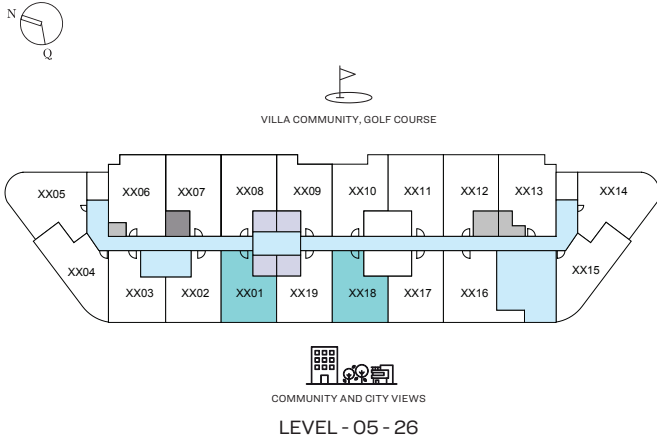 N
Q
VILLA COMMUNITY, GOLF COURSE
XX05 XX06 XX07 XX08 XX09 XX10 XX11 XX12 XX13 XX14
XX04 XX03 XX02 XX01 XX19 XX18 XX17 XX16 XX15
COMMUNITY AND CITY VIEWS
LEVEL - 05 - 26